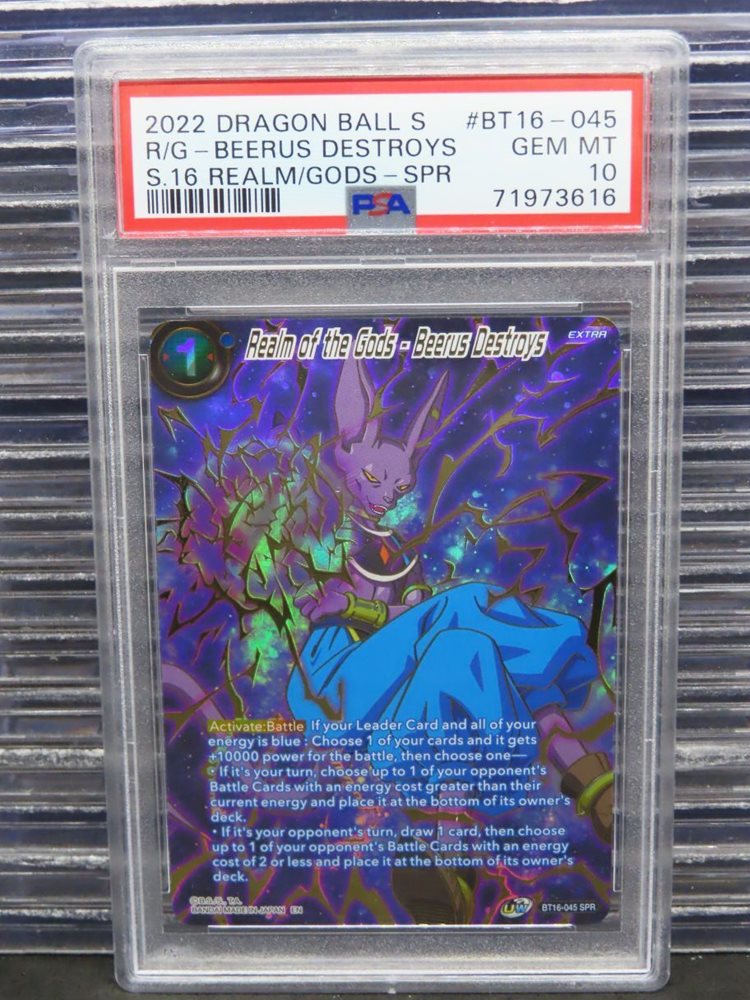 2022 DRAGON BALL S #BT16-045
R/G-BEERUS DESTROYS GEM MT
S.16 REALM/GODS-SPR 10
PSA 71973616
1 Realm of the Gods - Beerus Destroys EXTRA
Activate:Battle If your Leader Card and all of your
energy is blue : Choose 1 of your cards and it gets
+10000 power for the battle, then choose one—
• If it's your turn, choose up to 1 of your opponent's
Battle Cards with an energy cost greater than their
current energy and place it at the bottom of its owner's
deck.
• If it's your opponent's turn, draw 1 card, then choose
up to 1 of your opponent's Battle Cards with an energy
cost of 2 or less and place it at the bottom of its owner's
deck.
©B.S./S., T.A.
BANDAI MADE IN JAPAN EN UW BT16-045 SPR